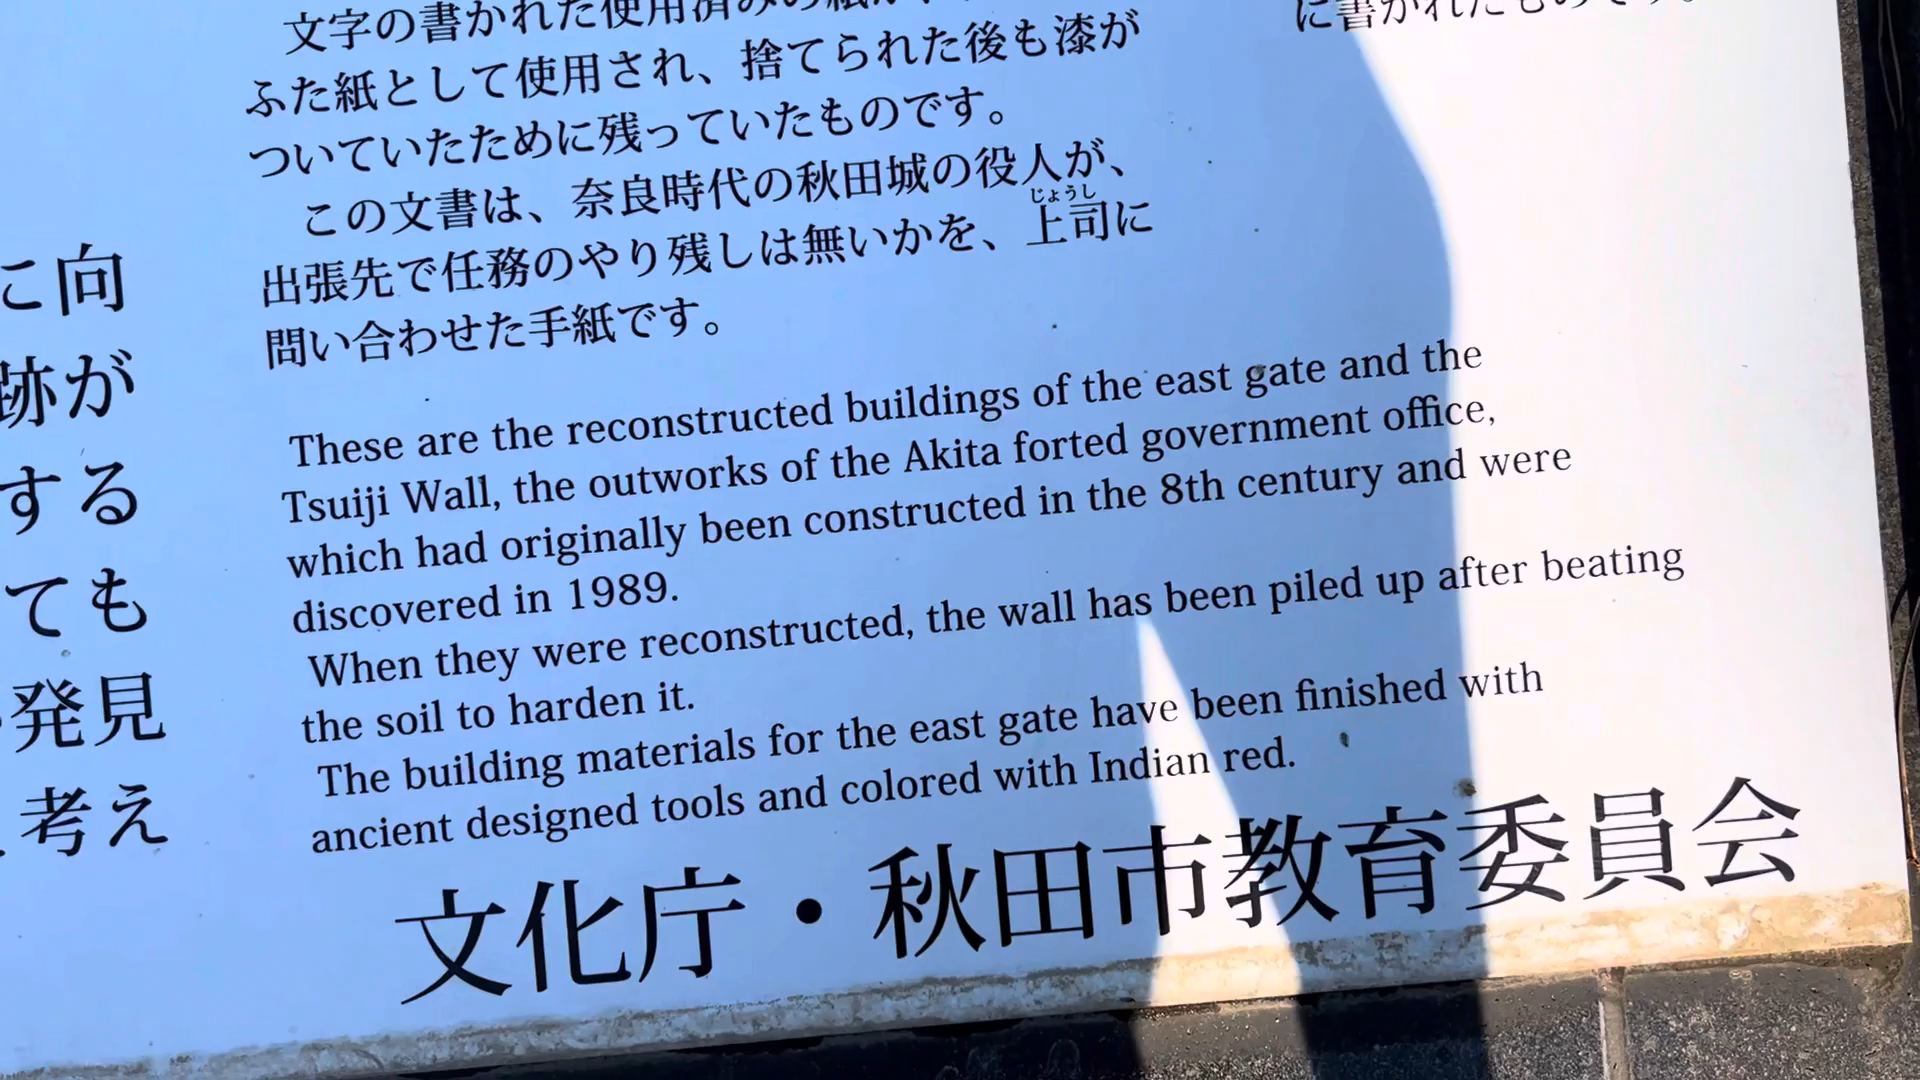 こ向
跡が
する
ても
発見
考え
文字の書かれた使用済みの紙が
ふた紙として使用され、捨てられた後も漆が
ついていたために残っていたものです。
この文書は、奈良時代の秋田城の役人が、
じょうし
出張先で任務のやり残しは無いかを、上司に
問い合わせた手紙です。
に書かれたものです。
These are the reconstructed buildings of the east gate and the
Tsuiji Wall, the outworks of the Akita forted government office,
which had originally been constructed in the 8th century and were
discovered in 1989.
When they were reconstructed, the wall has been piled up after beating
the soil to harden it.
The building materials for the east gate have been finished with
ancient designed tools and colored with Indian red.
文化庁・秋田市教育委員会